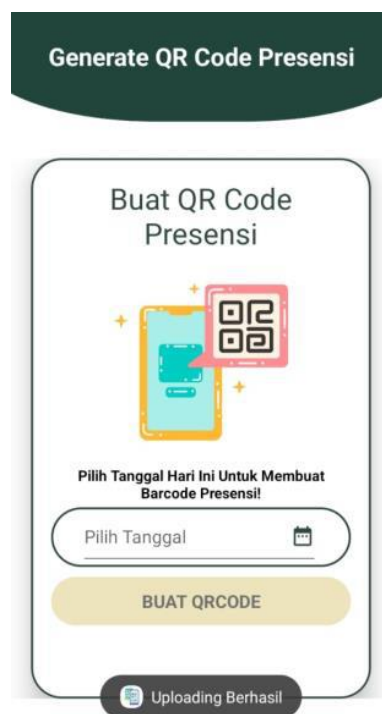 Generate QR Code Presensi
Buat QR Code
Presensi
Pilih Tanggal Hari Ini Untuk Membuat
Barcode Presensi!
Pilih Tanggal
BUAT QRCODE
Uploading Berhasil